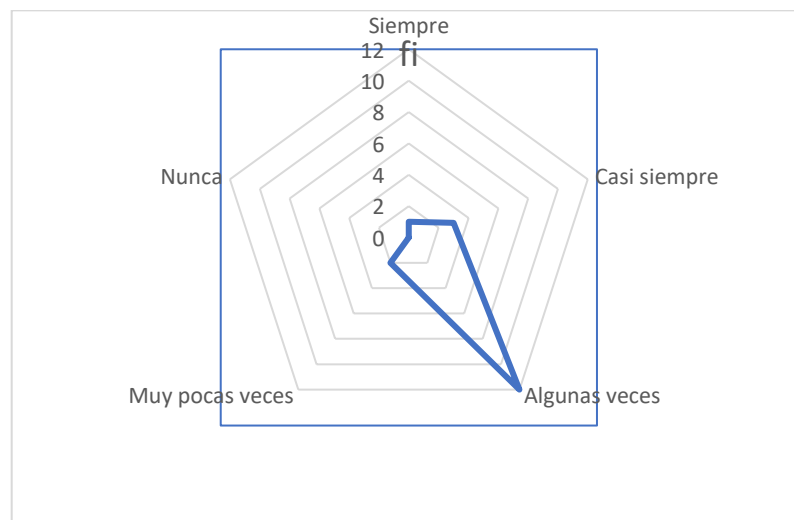 Siempre
fi
12
10
8
6
4
2
0
Nunca
Casi siempre
Muy pocas veces
Algunas veces